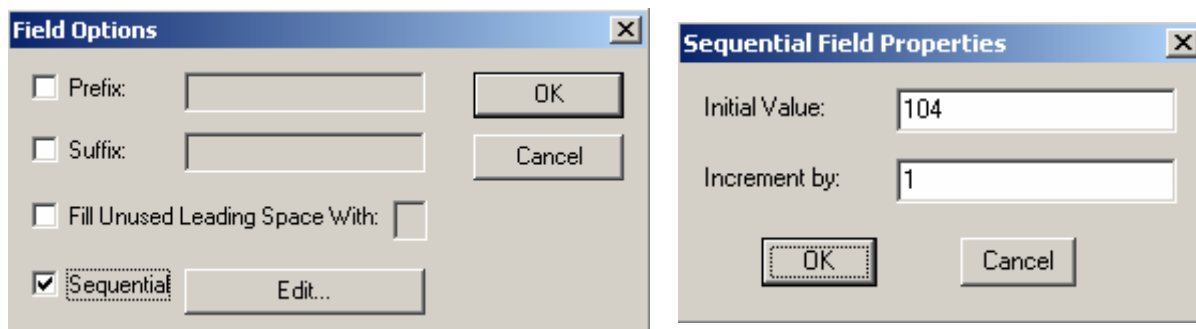 Field Options
Prefix:
OK
Suffix:
Cancel
Fill Unused Leading Space With:
Sequential
Edit...
Sequential Field Properties
Initial Value: 104
Increment by: 1
OK
Cancel